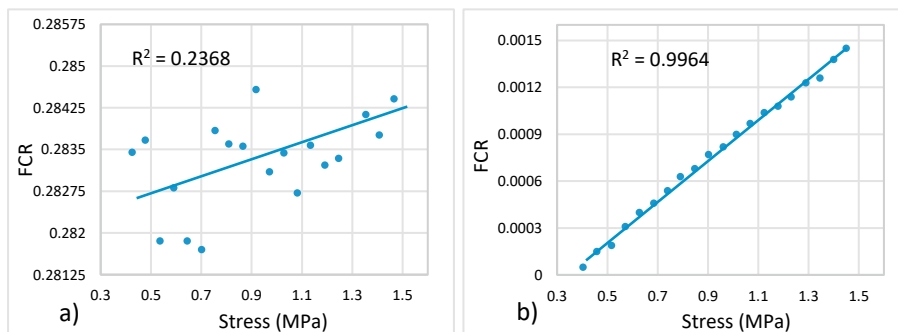 0.28575
0.285
0.28425
0.2835
0.28275
0.282
0.28125
FCR
R² = 0.2368
0.3 0.5 0.7 0.9 1.1 1.3 1.5
Stress (MPa)
a)
0.0015
0.0012
0.0009
0.0006
0.0003
0
FCR
R² = 0.9964
0.3 0.5 0.7 0.9 1.1 1.3 1.5
Stress (MPa)
b)